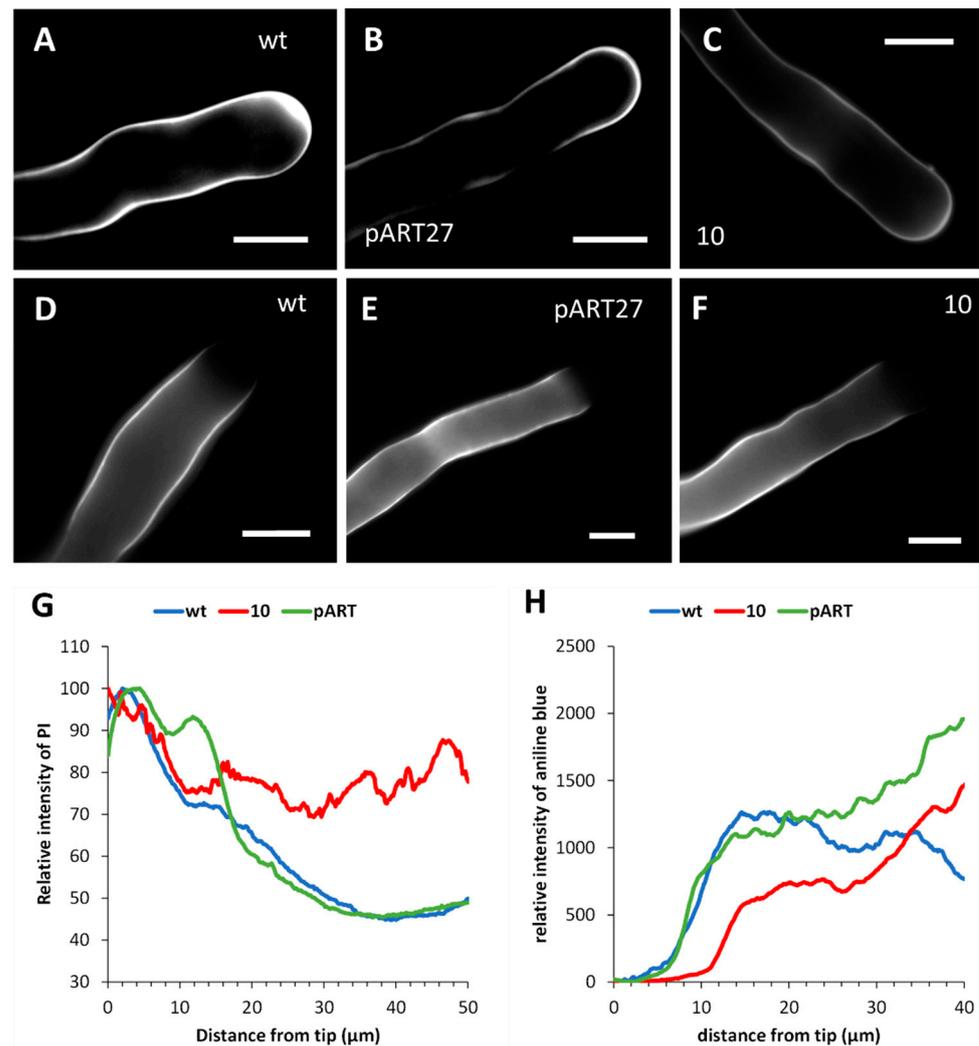 A wt
B pART27
C 10
D wt
E pART27
F 10
G
wt 10 pART
110
100
90
80
70
60
50
40
30
0 10 20 30 40 50
Relative intensity of PI
Distance from tip (µm)
H
wt 10 pART
2500
2000
1500
1000
500
0
0 10 20 30 40
relative intensity of aniline blue
distance from tip (µm)